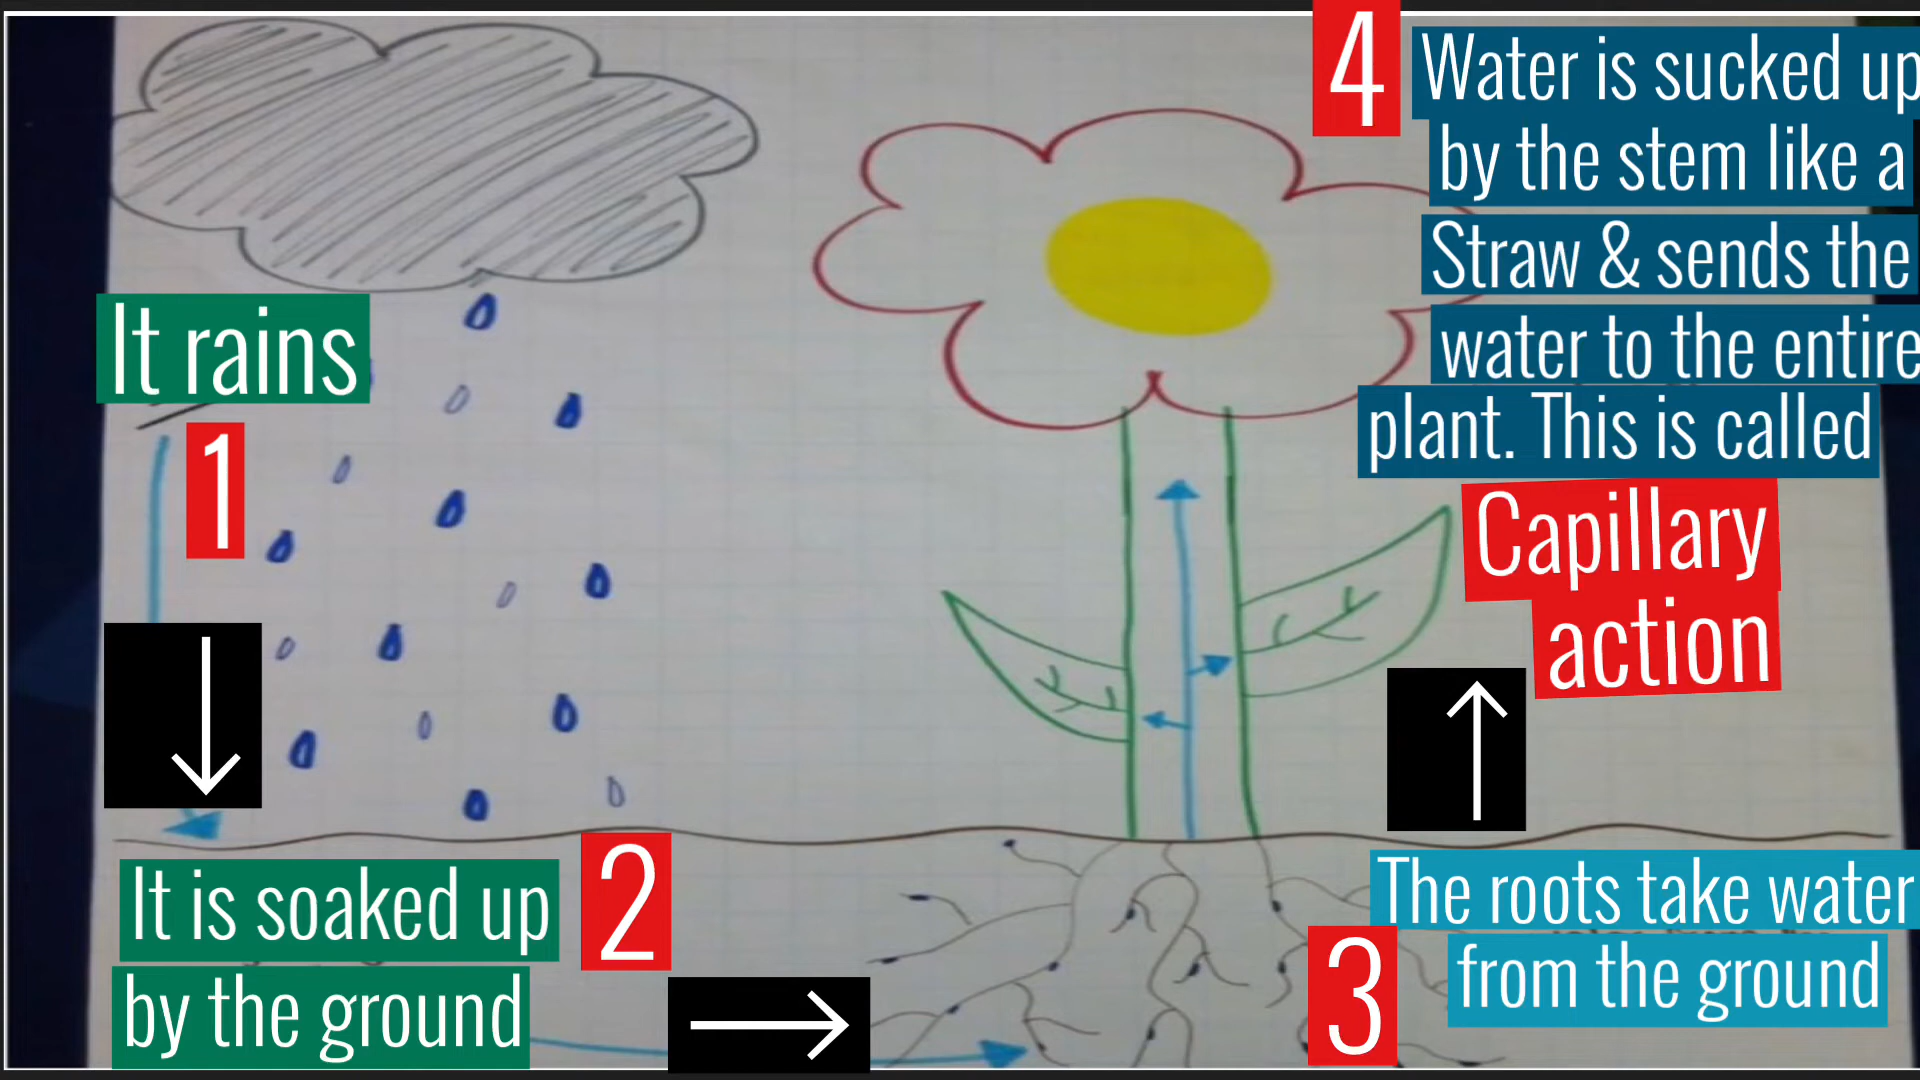 It rains
1
It is soaked up
by the ground
2
The roots take water
from the ground
3
4
Water is sucked up
by the stem like a
Straw & sends the
water to the entire
plant. This is called
Capillary
action